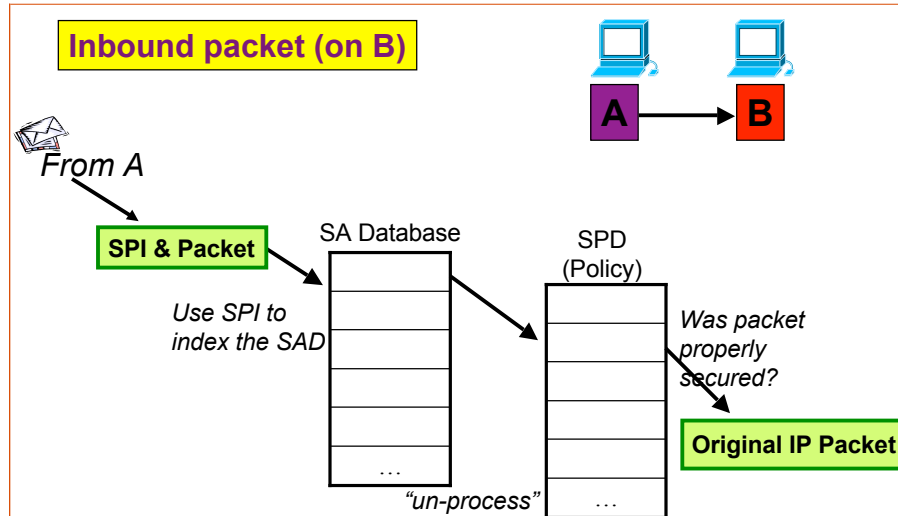 Inbound packet (on B)
A
B
From A
SPI & Packet
SA Database
Use SPI to
index the SAD
…
SPD
(Policy)
"un-process"
…
Was packet
properly
secured?
Original IP Packet